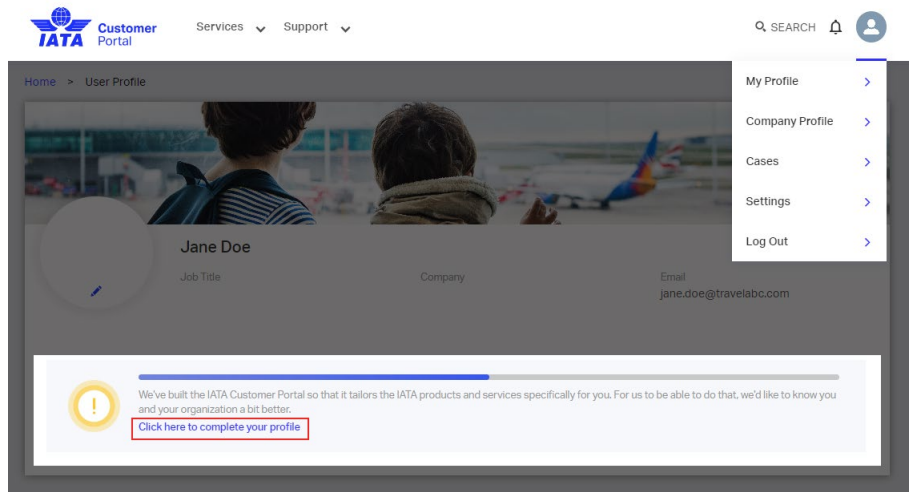 IATA
Customer
Portal
Services
Support
SEARCH
Home > User Profile
My Profile
Company Profile
Cases
Settings
Log Out
Jane Doe
Job Title
Company
Email
jane.doe@travelabc.com
!
We've built the IATA Customer Portal so that it tailors the IATA products and services specifically for you. For us to be able to do that, we'd like to know you
and your organization a bit better.
Click here to complete your profile